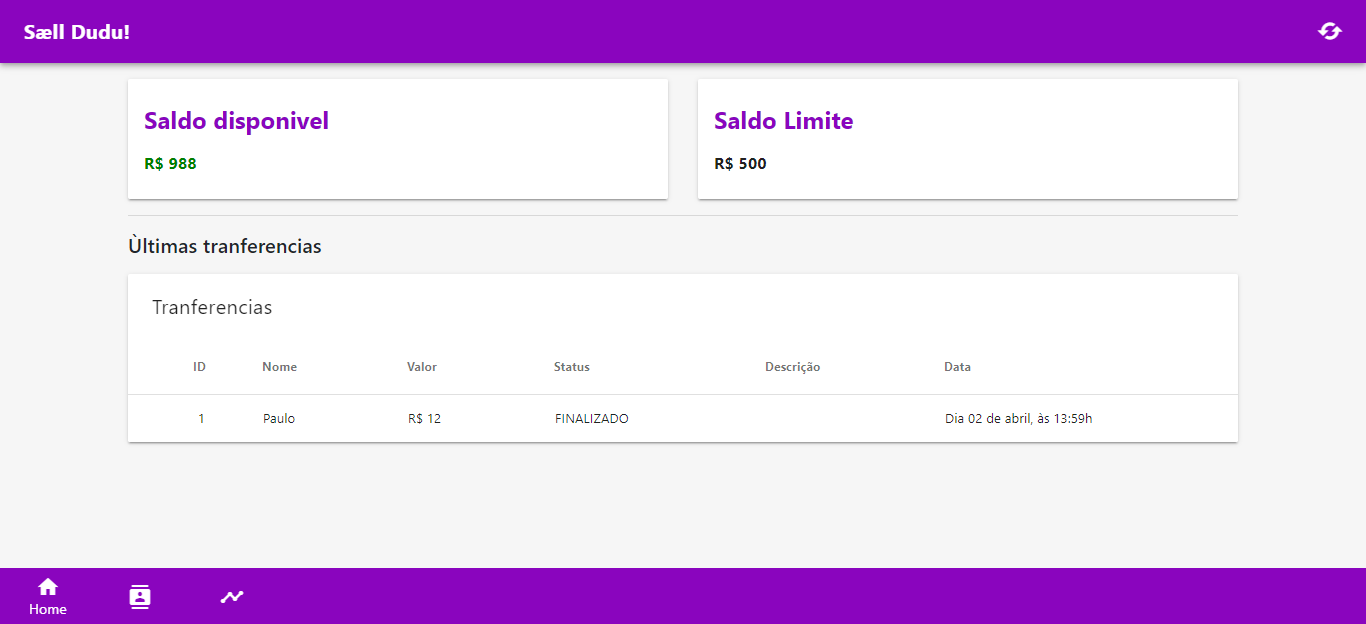 Sæll Dudu!
Saldo disponivel
R$ 988
Saldo Limite
R$ 500
Ùltimas tranferencias
Tranferencias
ID Nome Valor Status Descrição Data
1 Paulo R$ 12 FINALIZADO Dia 02 de abril, às 13:59h
Home